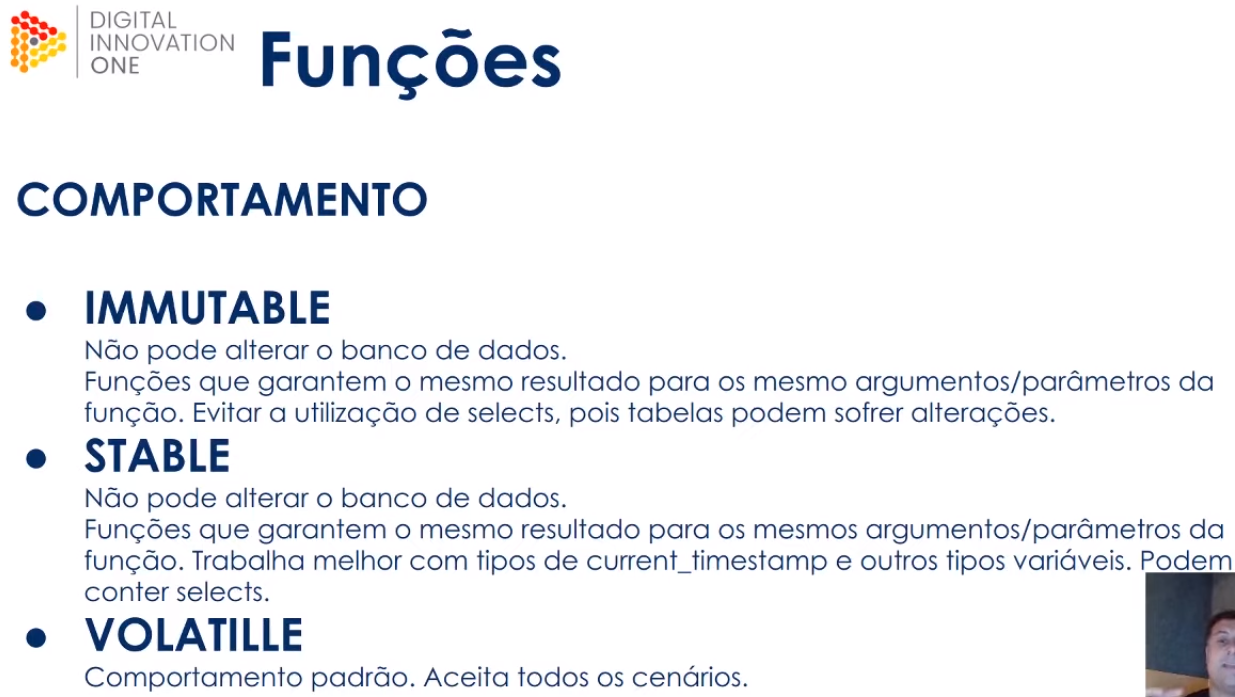 DIGITAL
INNOVATION
ONE
Funções
COMPORTAMENTO
● IMMUTABLE
Não pode alterar o banco de dados.
Funções que garantem o mesmo resultado para os mesmo argumentos/parâmetros da
função. Evitar a utilização de selects, pois tabelas podem sofrer alterações.
● STABLE
Não pode alterar o banco de dados.
Funções que garantem o mesmo resultado para os mesmos argumentos/parâmetros da
função. Trabalha melhor com tipos de current_timestamp e outros tipos variáveis. Podem
conter selects.
● VOLATILLE
Comportamento padrão. Aceita todos os cenários.